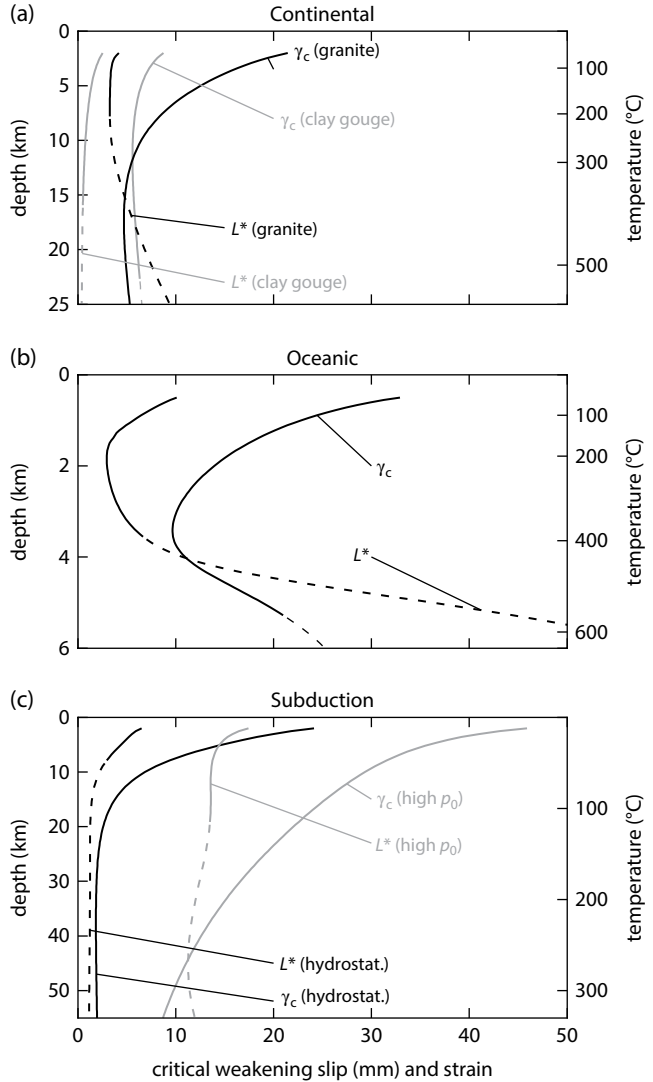 (a) Continental
0
5
10
15
20
25
depth (km)
100
200
300
500
temperature (°C)
γc (granite)
γc (clay gouge)
L* (granite)
L* (clay gouge)
(b) Oceanic
0
2
4
6
depth (km)
100
200
400
600
temperature (°C)
γc
L*
(c) Subduction
0
10
20
30
40
50
depth (km)
100
200
300
temperature (°C)
γc (high p0)
L* (high p0)
L* (hydrostat.)
γc (hydrostat.)
0 10 20 30 40 50
critical weakening slip (mm) and strain